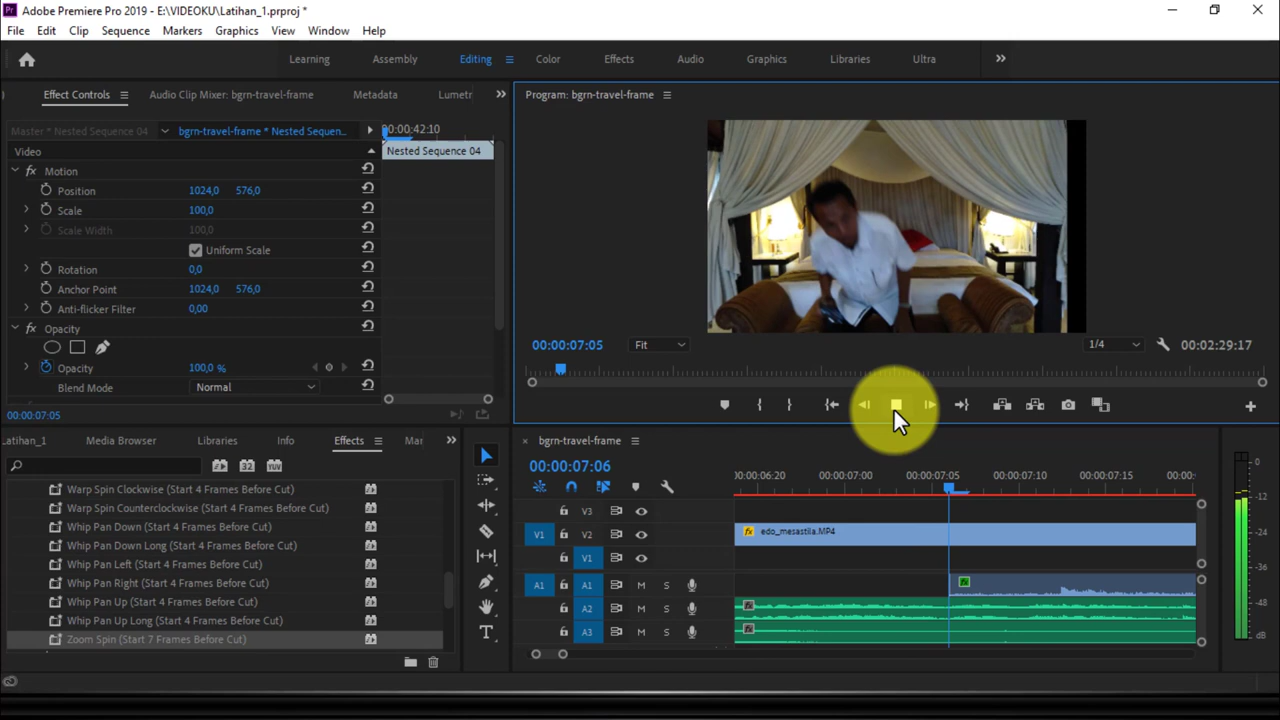 Pr Adobe Premiere Pro 2019 - E:\VIDEOKU\Latihan_1.prproj *
File Edit Clip Sequence Markers Graphics View Window Help
Learning Assembly Editing Color Effects Audio Graphics Libraries Ultra
Effect Controls Audio Clip Mixer: bgrn-travel-frame Metadata Lumetr
Program: bgrn-travel-frame
Master * Nested Sequence 04 bgrn-travel-frame * Nested Sequen... 00:00:42:10
Video Nested Sequence 04
fx Motion
Position 1024,0 576,0
Scale 100,0
Scale Width 100,0
Uniform Scale
Rotation 0,0
Anchor Point 1024,0 576,0
Anti-flicker Filter 0,00
fx Opacity
Opacity 100,0 %
Blend Mode Normal
00:00:07:05
00:00:07:05 Fit 1/4 00:02:29:17
Latihan_1 Media Browser Libraries Info Effects Mar
32 YUV
Warp Spin Clockwise (Start 4 Frames Before Cut)
Warp Spin Counterclockwise (Start 4 Frames Before Cut)
Whip Pan Down (Start 4 Frames Before Cut)
Whip Pan Down Long (Start 4 Frames Before Cut)
Whip Pan Left (Start 4 Frames Before Cut)
Whip Pan Right (Start 4 Frames Before Cut)
Whip Pan Up (Start 4 Frames Before Cut)
Whip Pan Up Long (Start 4 Frames Before Cut)
Zoom Spin (Start 7 Frames Before Cut)
× bgrn-travel-frame
00:00:07:06
00:00:06:20 00:00:07:00 00:00:07:05 00:00:07:10 00:00:07:15 00:00:
V3
V1 V2 fx edo_mesastila.MP4
V1
A1 A1 M S
A2 M S
A3 M S
0
-12
-24
-36
-48
dB